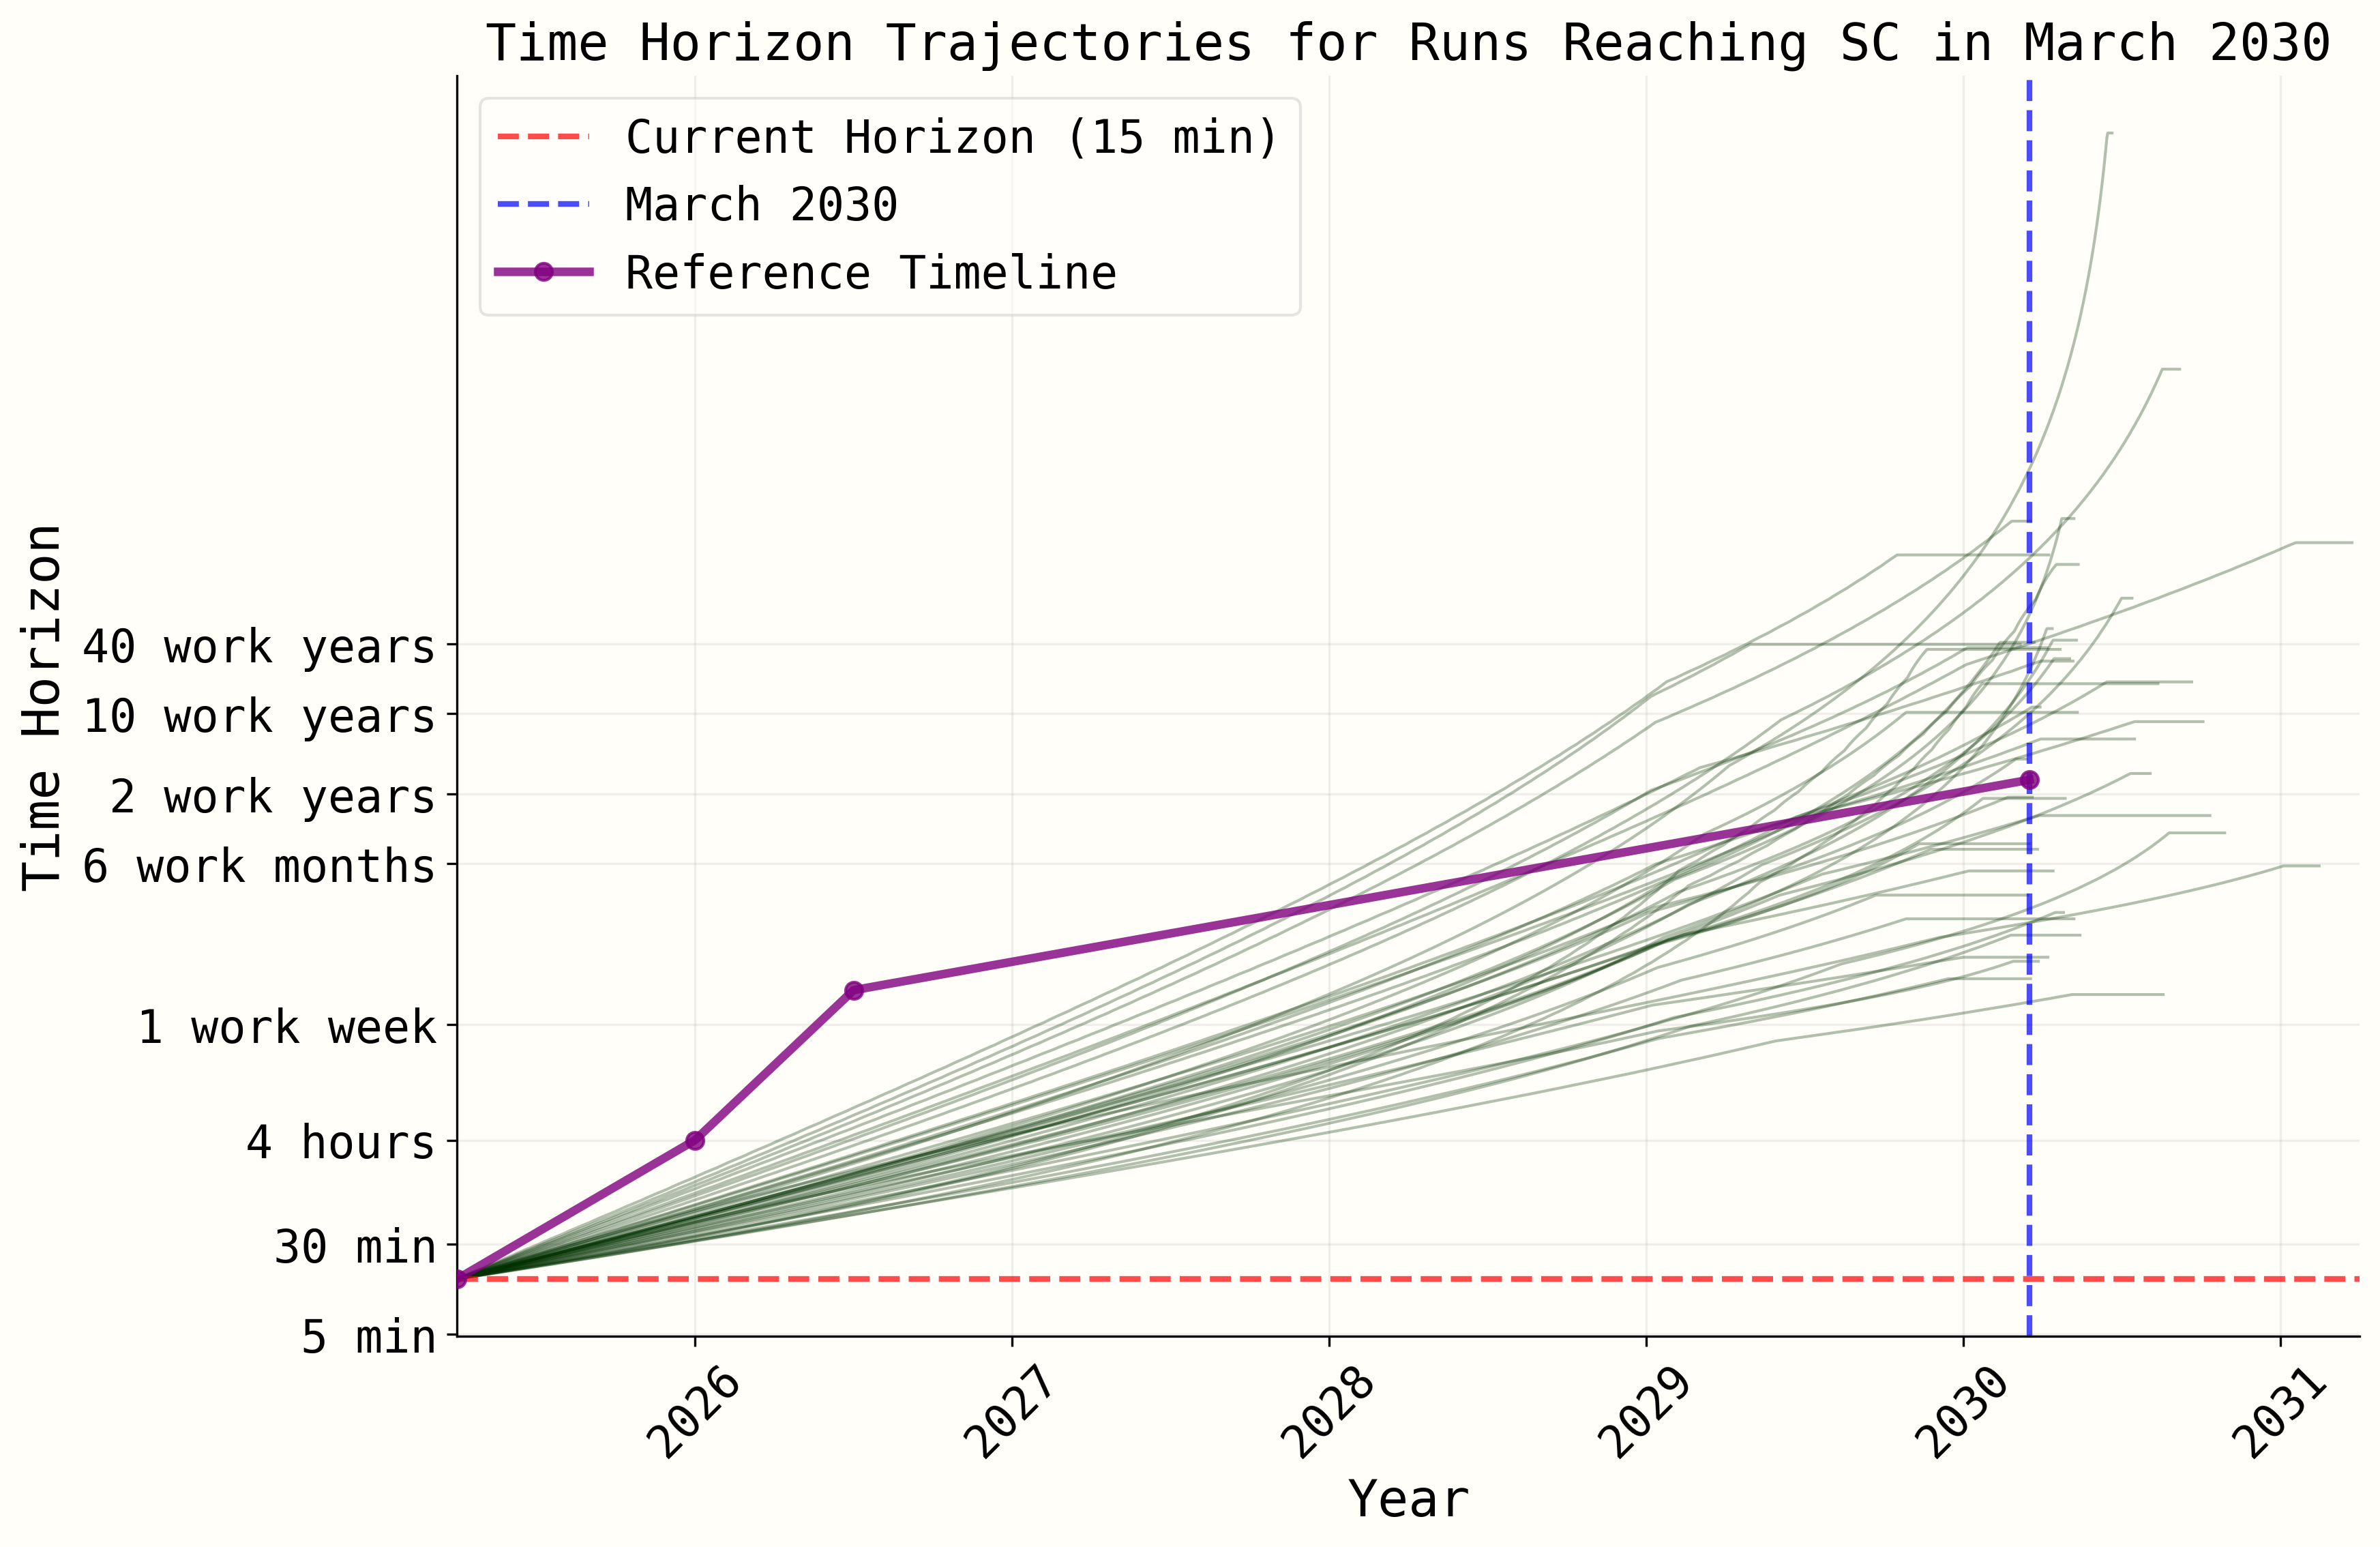 Time Horizon Trajectories for Runs Reaching SC in March 2030
Current Horizon (15 min)
March 2030
Reference Timeline
Time Horizon
40 work years
10 work years
2 work years
6 work months
1 work week
4 hours
30 min
5 min
2026
2027
2028
2029
2030
2031
Year